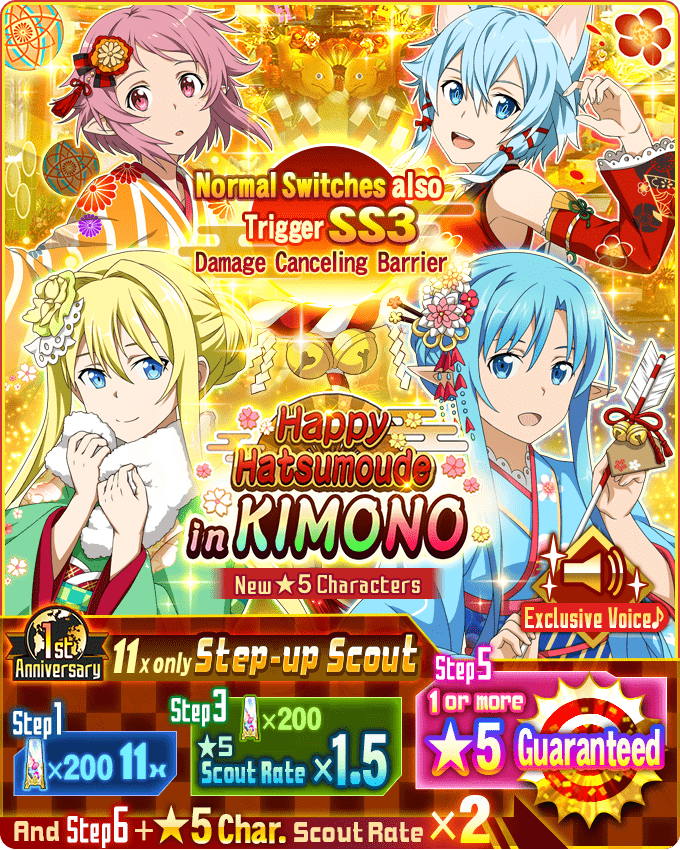 Normal Switches also
Trigger SS3
Damage Canceling Barrier
Happy
Hatsumoude
in KIMONO
New ★5 Characters
Exclusive Voice♪
1st
Anniversary
11x only Step-up Scout
Step1
×200 11x
Step3
×200
★5
Scout Rate ×1.5
Step5
1 or more
★5 Guaranteed
And Step6 + ★5 Char. Scout Rate ×2